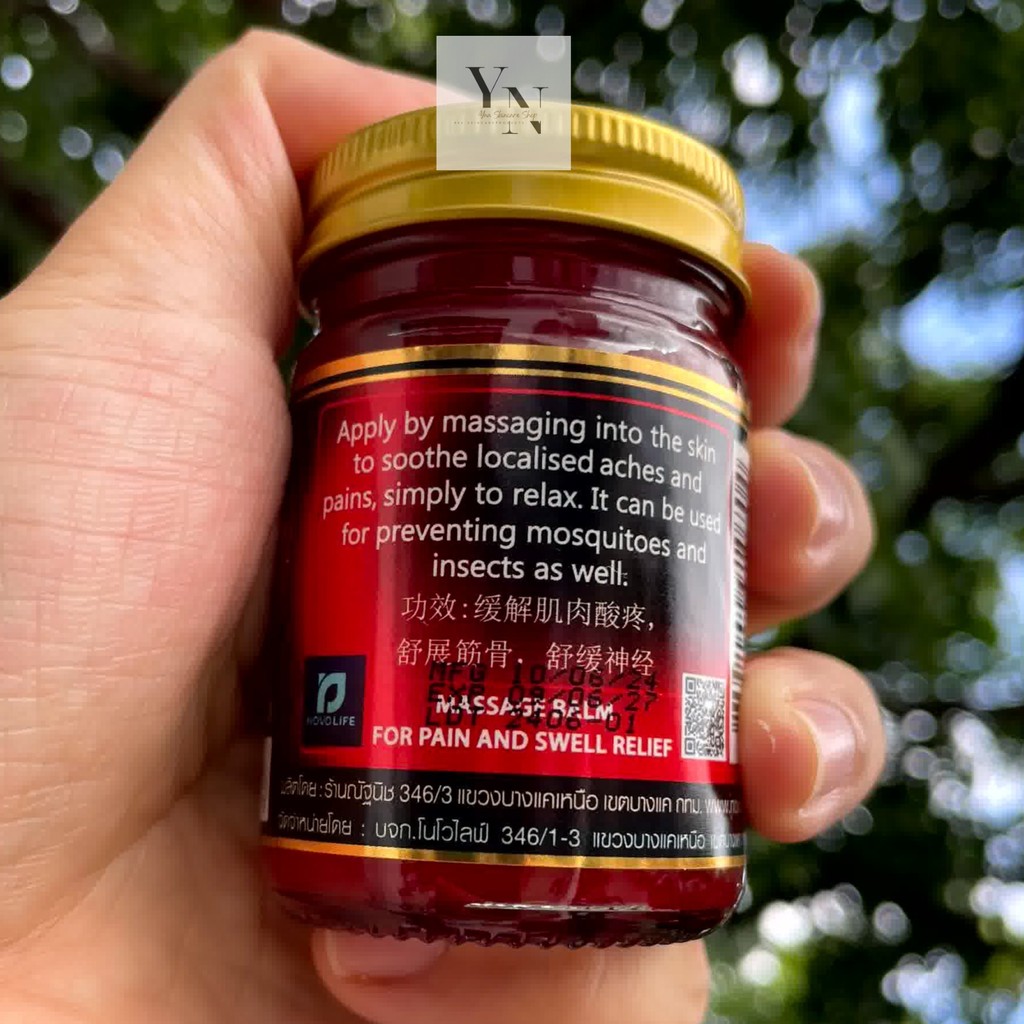 Y
N
Apply by massaging into the skin
to soothe localised aches and
pains, simply to relax. It can be used
for preventing mosquitoes and
insects as well.
功效:缓解肌肉酸疼,
舒展筋骨. 舒缓神经
MFG 10/06/24
EXP 08/06/27
LOT 2406-01
MASSAGE BALM
FOR PAIN AND SWELL RELIEF
NOVOLIFE
ผลิตโดย : ร้านณัฐนิช 346/3 แขวงบางแคเหนือ เขตบางแค กทม.
จัดจำหน่ายโดย : บจก.โนโวไลฟ์ 346/1-3 แขวงบางแคเหนือ